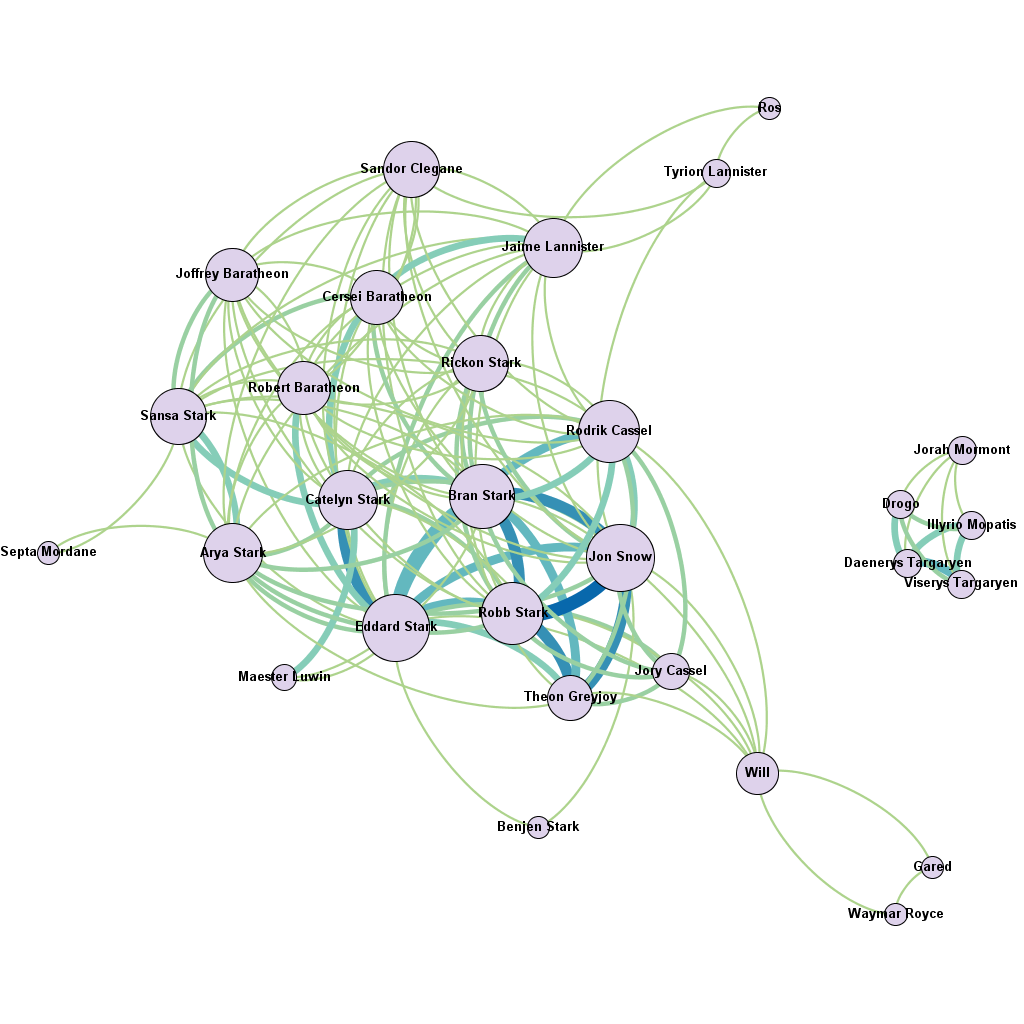 Ros
Sandor Clegane
Tyrion Lannister
Jaime Lannister
Joffrey Baratheon
Cersei Baratheon
Rickon Stark
Robert Baratheon
Sansa Stark
Rodrik Cassel
Jorah Mormont
Catelyn Stark
Bran Stark
Drogo
Illyrio Mopatis
Septa Mordane
Arya Stark
Jon Snow
Daenerys Targaryen
Viserys Targaryen
Eddard Stark
Robb Stark
Maester Luwin
Jory Cassel
Theon Greyjoy
Will
Benjen Stark
Gared
Waymar Royce